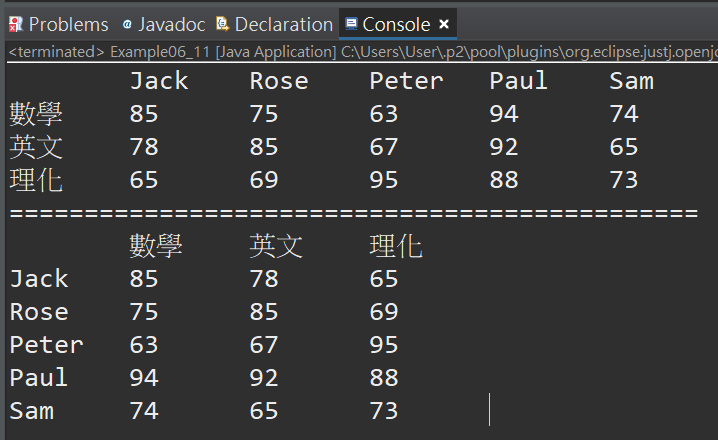 Problems Javadoc Declaration Console
<terminated> Example06_11 [Java Application] C:\Users\User\.p2\pool\plugins\org.eclipse.justj.openj
Jack Rose Peter Paul Sam
數學 85 75 63 94 74
英文 78 85 67 92 65
理化 65 69 95 88 73
==============================================
數學 英文 理化
Jack 85 78 65
Rose 75 85 69
Peter 63 67 95
Paul 94 92 88
Sam 74 65 73